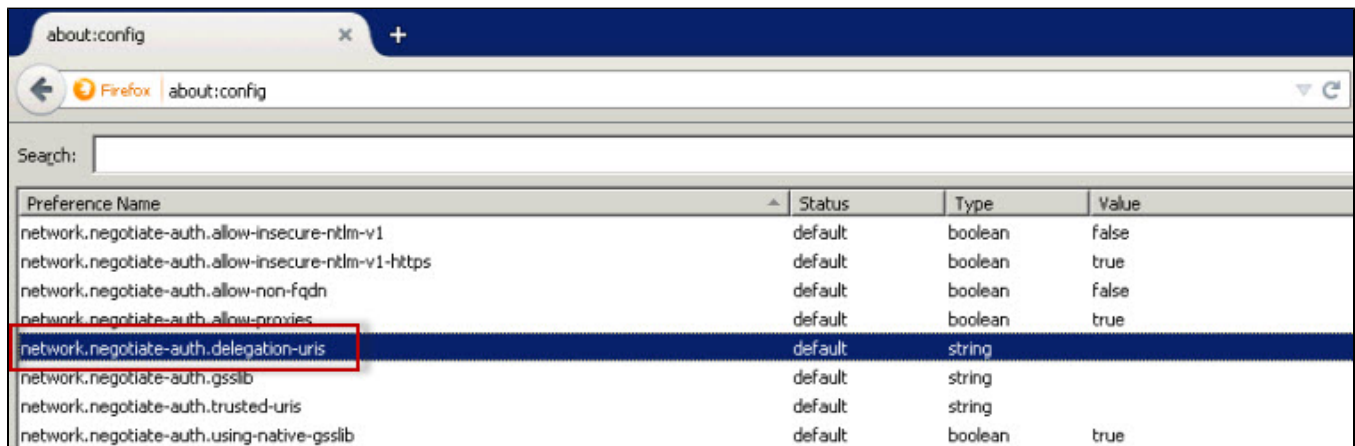 about:config
Firefox about:config
Search:
Preference Name Status Type Value
network.negotiate-auth.allow-insecure-ntlm-v1 default boolean false
network.negotiate-auth.allow-insecure-ntlm-v1-https default boolean true
network.negotiate-auth.allow-non-fqdn default boolean false
network.negotiate-auth.allow-proxies default boolean true
network.negotiate-auth.delegation-uris default string
network.negotiate-auth.gsslib default string
network.negotiate-auth.trusted-uris default string
network.negotiate-auth.using-native-gsslib default boolean true